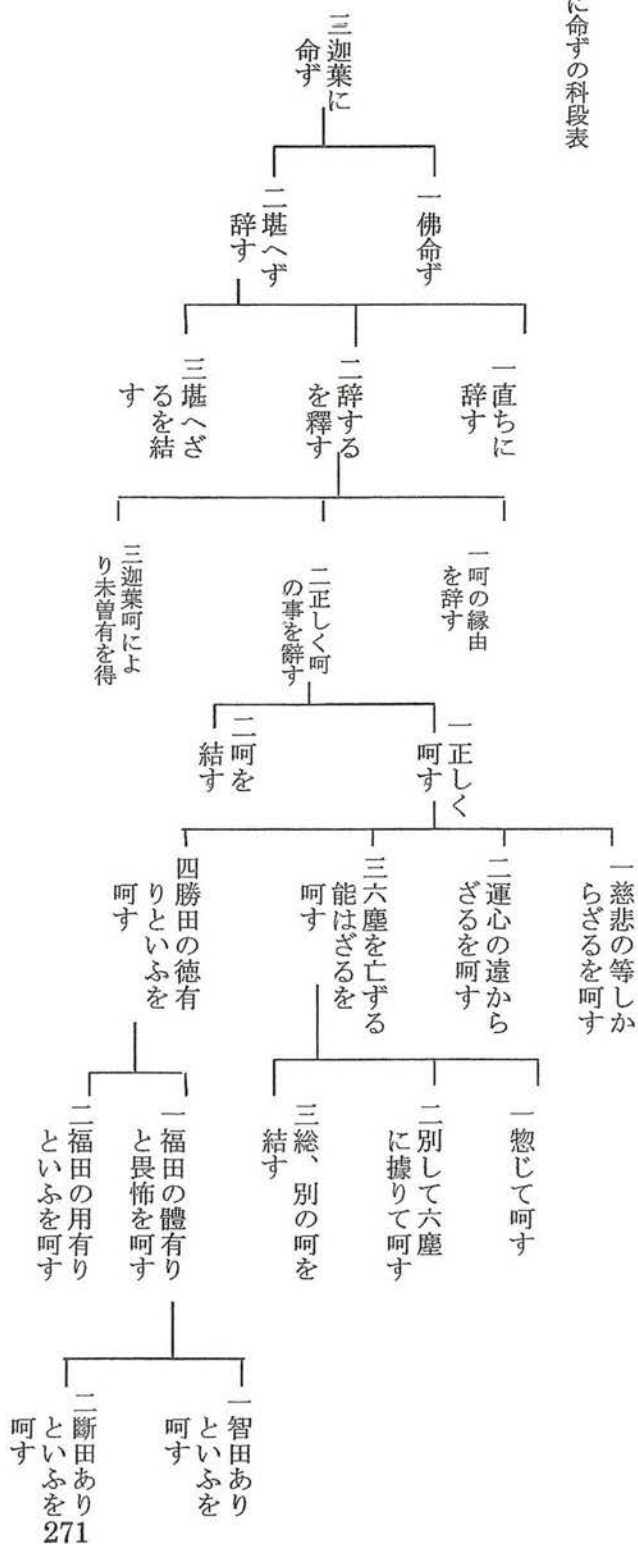 に命ずの科段表
三迦葉に
命ず
一佛命ず
二堪へず
辞す
一直ちに
辞す
二辞する
を釋す
三堪へざ
るを結
す
一呵の縁由
を辞す
二正しく呵
の事を辭す
三迦葉呵によ
り未曽有を得
一正しく
呵す
二呵を
結す
一慈悲の等しか
らざるを呵す
二運心の遠から
ざるを呵す
三六塵を亡ずる
能はざるを
呵す
四勝田の徳有
りといふを
呵す
一惣じて呵す
二別して六塵
に據りて呵す
三総、別の呵を
結す
一福田の體有り
と畏怖を呵す
二福田の用有り
といふを呵す
一智田あり
といふを
呵す
二斷田あり
といふを
呵す
271